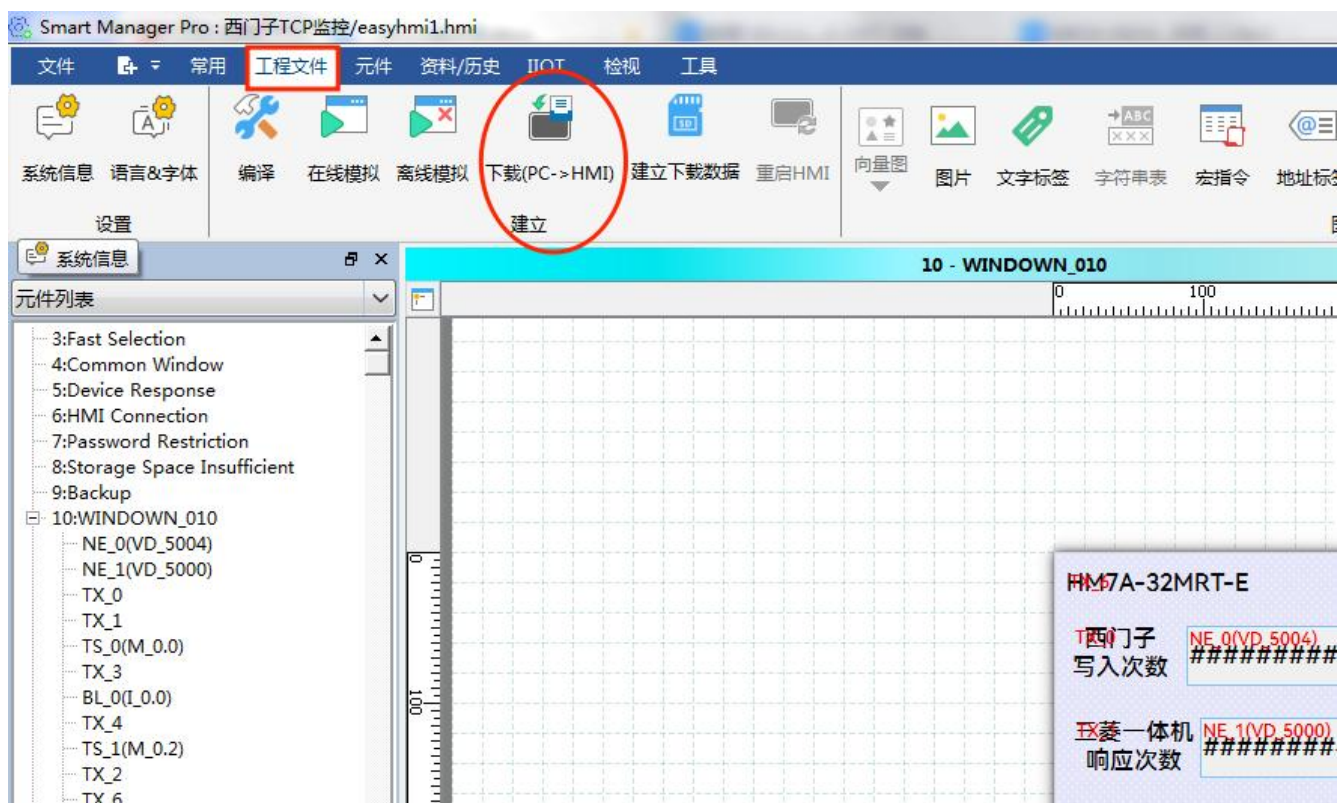 Smart Manager Pro : 西门子TCP监控/easyhmi1.hmi
文件 常用 工程文件 元件 资料/历史 IIOT 检视 工具
系统信息 语言&字体 编译 在线模拟 离线模拟 下载(PC->HMI) 建立下载数据 重启HMI 向量图 图片 文字标签 字符串表 宏指令 地址标签
设置 建立
系统信息
10 - WINDOWN_010
元件列表
0 100
3:Fast Selection
4:Common Window
5:Device Response
6:HMI Connection
7:Password Restriction
8:Storage Space Insufficient
9:Backup
10:WINDOWN_010
NE_0(VD_5004)
NE_1(VD_5000)
TX_0
TX_1
TS_0(M_0.0)
TX_3
BL_0(I_0.0)
TX_4
TS_1(M_0.2)
TX_2
TX_6
0
100
HM7A-32MRT-E
西门子
写入次数
NE_0(VD_5004)
#########
三菱一体机
响应次数
NE_1(VD_5000)
########